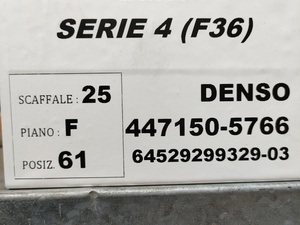 SERIE 4 (F36)
SCAFFALE : 25
PIANO : F
POSIZ. 61
DENSO
447150-5766
64529299329-03